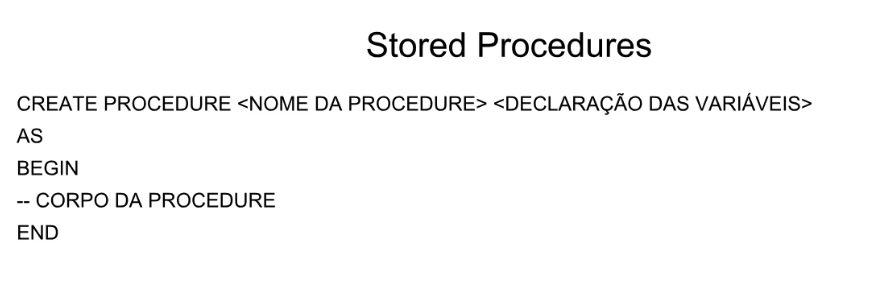 Stored Procedures
CREATE PROCEDURE <NOME DA PROCEDURE> <DECLARAÇÃO DAS VARIÁVEIS>
AS
BEGIN
-- CORPO DA PROCEDURE
END